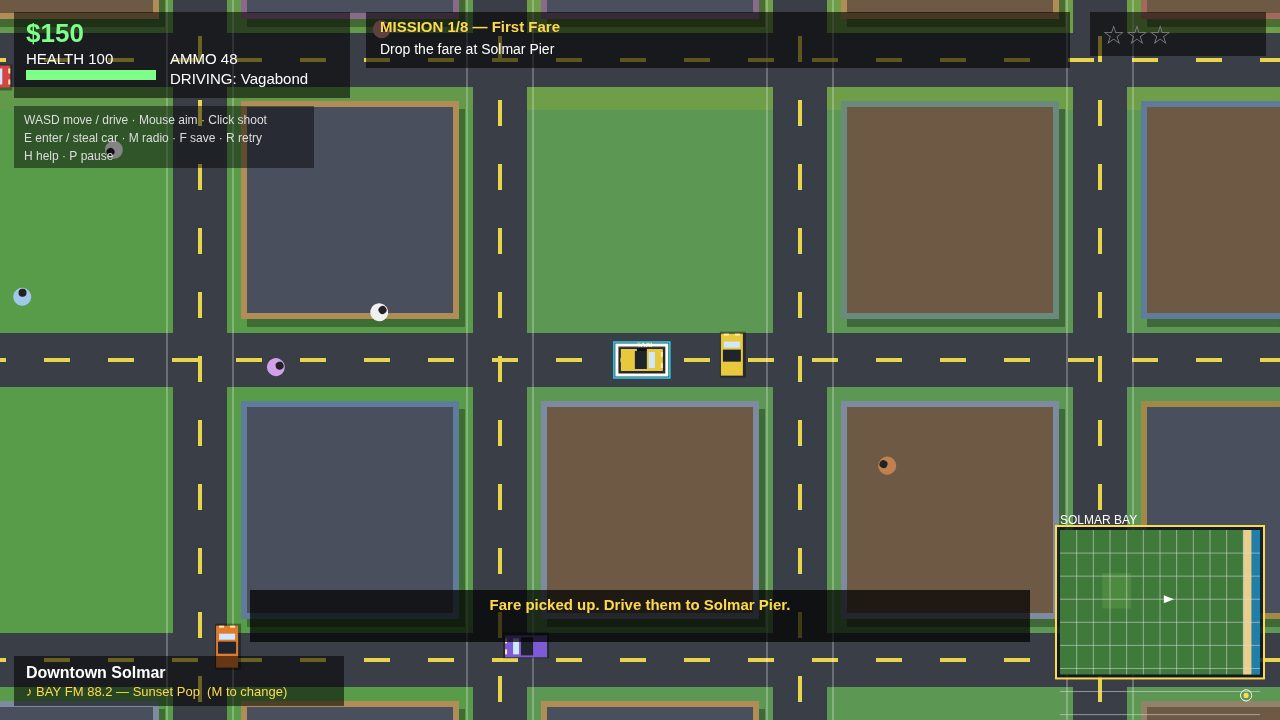 $150
HEALTH 100
AMMO 48
DRIVING: Vagabond
MISSION 1/8 — First Fare
Drop the fare at Solmar Pier
☆☆☆
WASD move / drive · Mouse aim · Click shoot
E enter / steal car · M radio · F save · R retry
H help · P pause
SOLMAR BAY
Fare picked up. Drive them to Solmar Pier.
Downtown Solmar
♪ BAY FM 88.2 — Sunset Pop (M to change)